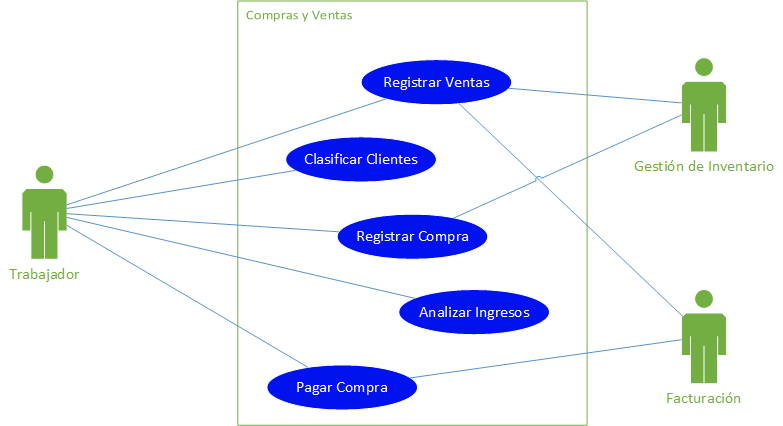 Compras y Ventas
Registrar Ventas
Clasificar Clientes
Registrar Compra
Analizar Ingresos
Pagar Compra
Trabajador
Gestión de Inventario
Facturación